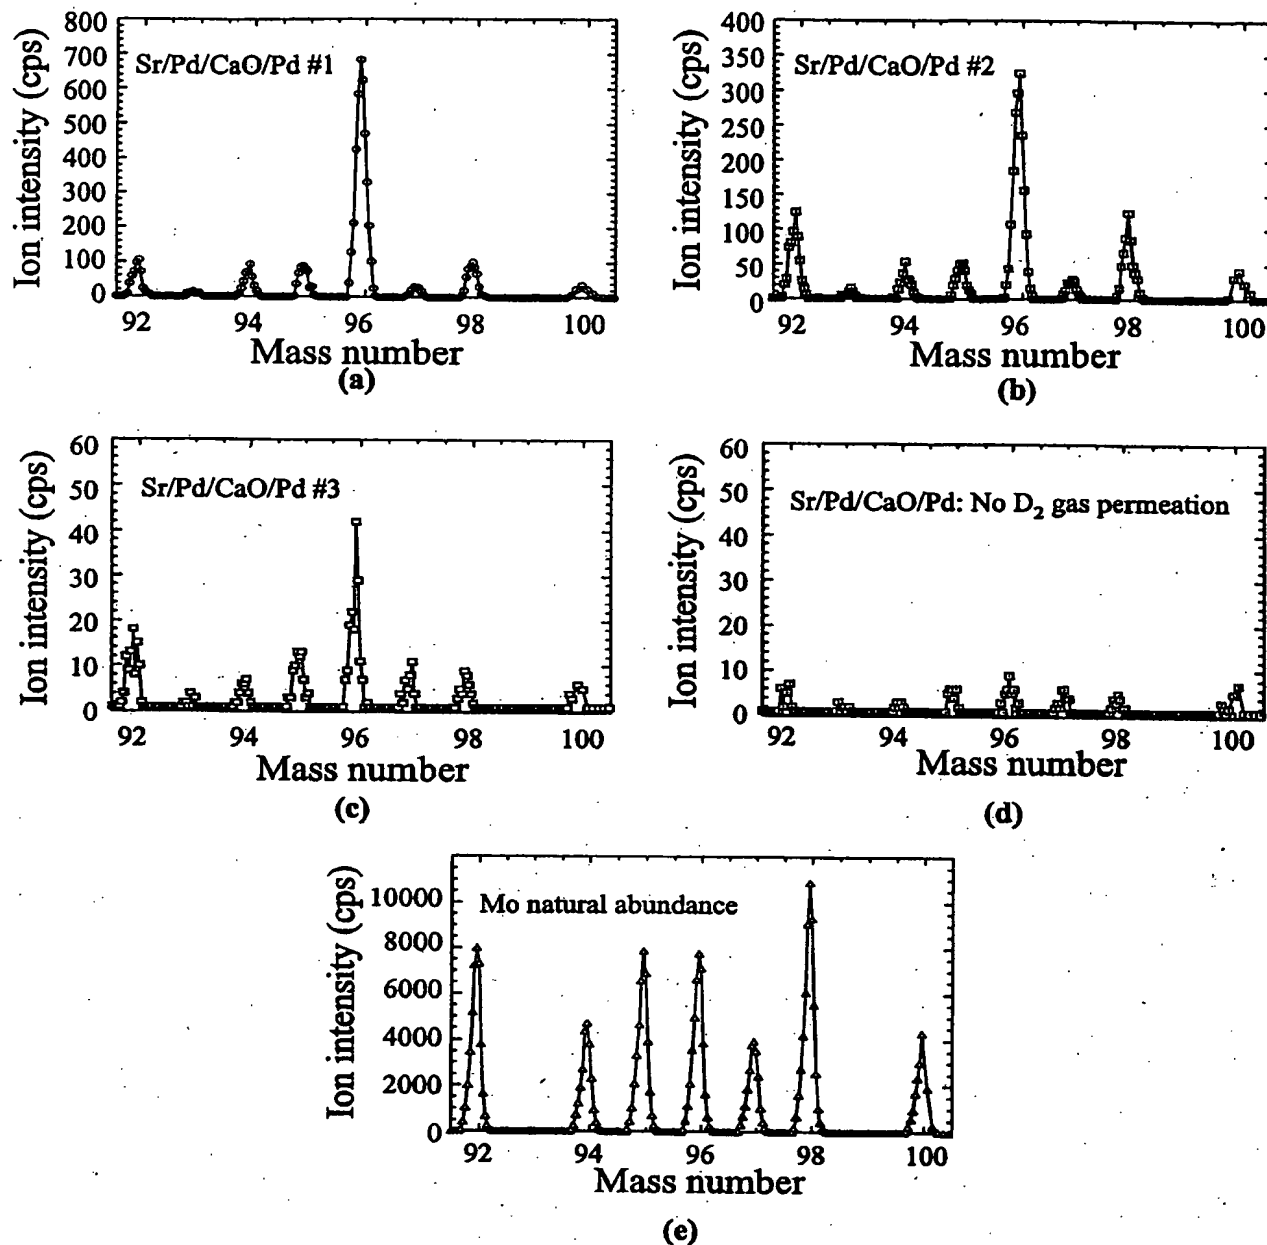 800
700
600
500
400
300
200
100
0
Ion intensity (cps)
Sr/Pd/CaO/Pd #1
92 94 96 98 100
Mass number
(a)
400
350
300
250
200
150
100
50
0
Ion intensity (cps)
Sr/Pd/CaO/Pd #2
92 94 96 98 100
Mass number
(b)
60
50
40
30
20
10
0
Ion intensity (cps)
Sr/Pd/CaO/Pd #3
92 94 96 98 100
Mass number
(c)
60
50
40
30
20
10
0
Ion intensity (cps)
Sr/Pd/CaO/Pd: No D₂ gas permeation
92 94 96 98 100
Mass number
(d)
10000
8000
6000
4000
2000
0
Ion intensity (cps)
Mo natural abundance
92 94 96 98 100
Mass number
(e)